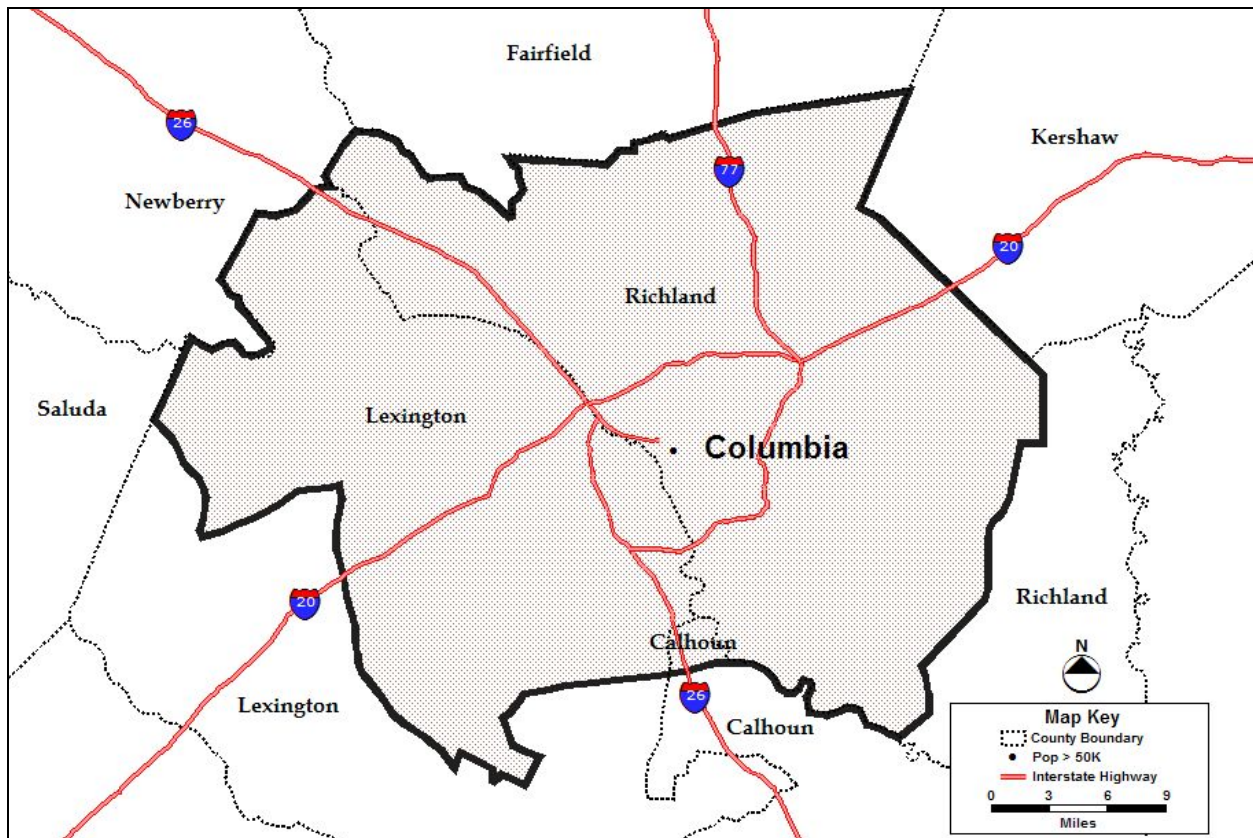 Fairfield
26
Kershaw
77
Newberry
20
Richland
Saluda
Lexington
Columbia
20
Richland
Calhoun
N
26
Lexington
Calhoun
Map Key
County Boundary
Pop > 50K
Interstate Highway
0 3 6 9
Miles